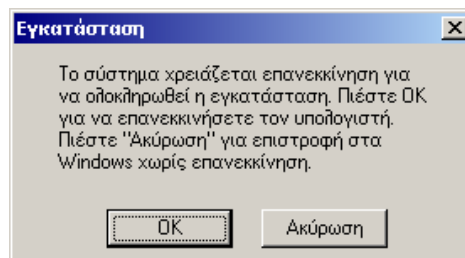 Εγκατάσταση
Το σύστημα χρειάζεται επανεκκίνηση για
να ολοκληρωθεί η εγκατάσταση. Πιέστε OK
για να επανεκκινήσετε τον υπολογιστή.
Πιέστε "Ακύρωση" για επιστροφή στα
Windows χωρίς επανεκκίνηση.
OK
Ακύρωση